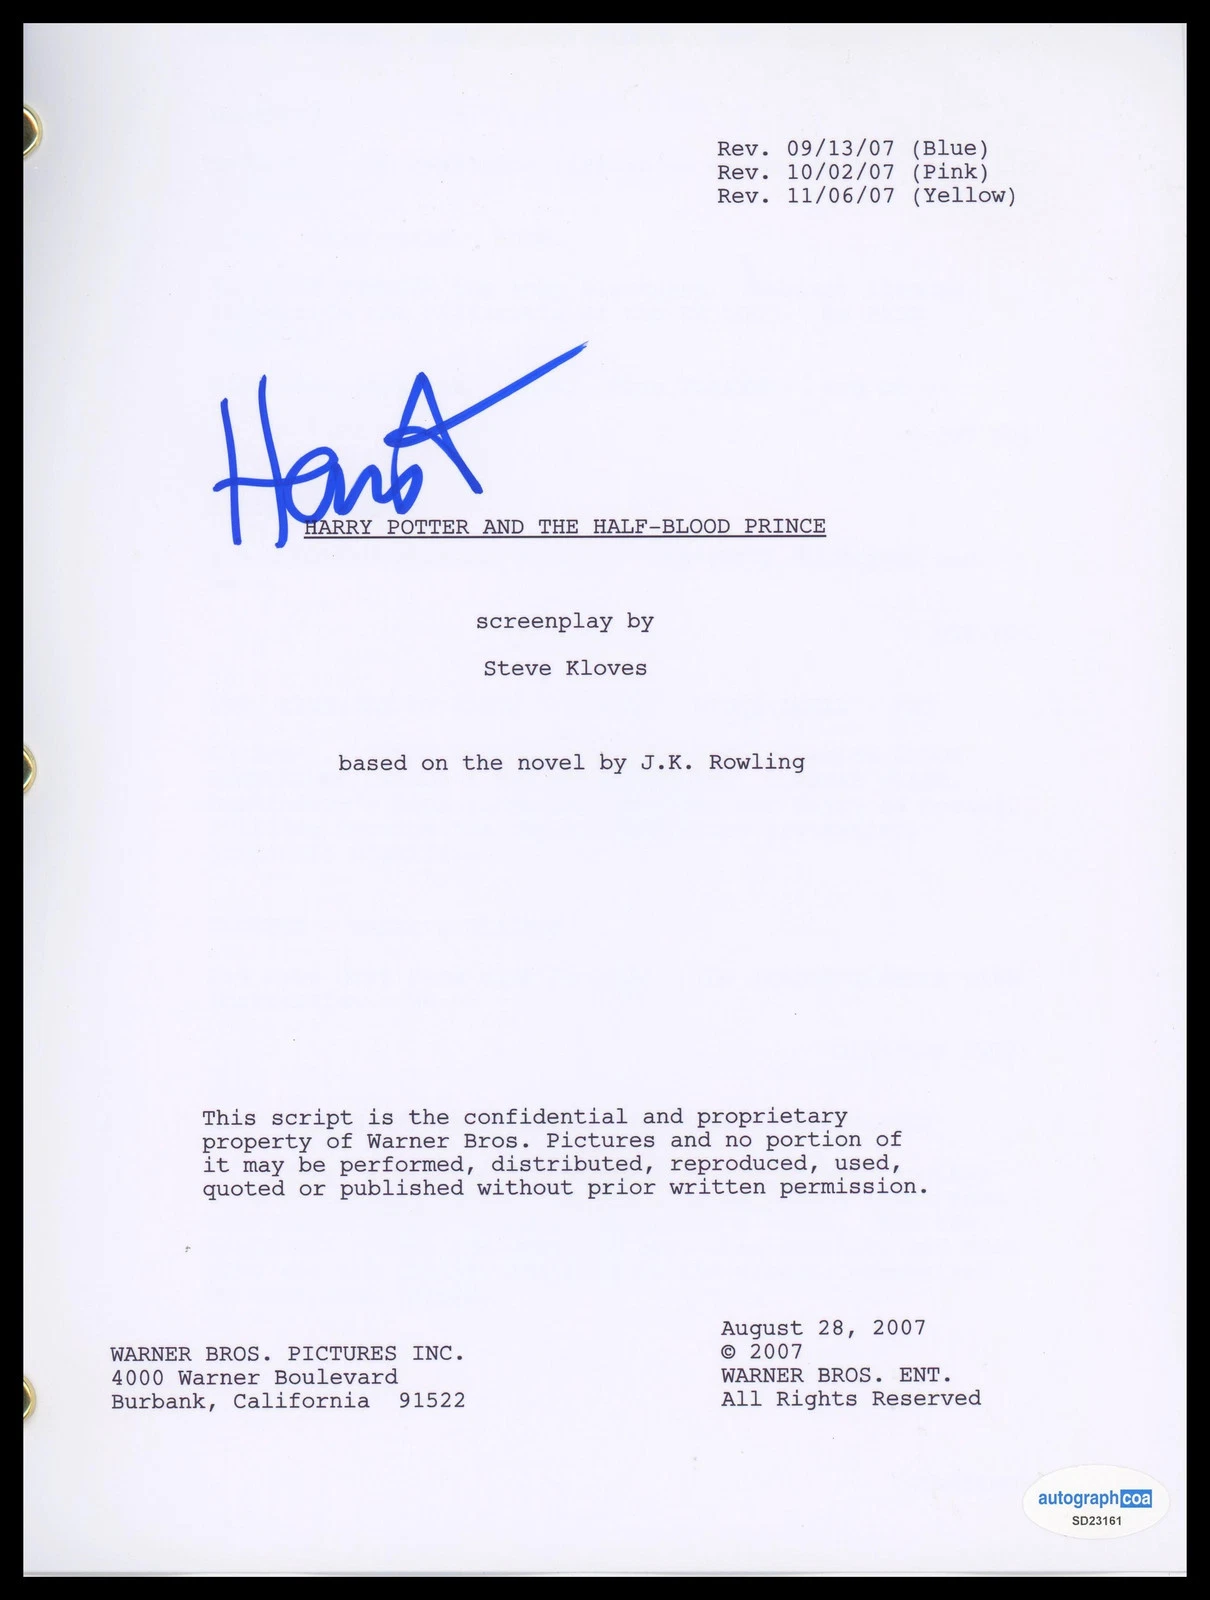 Rev. 09/13/07 (Blue)
Rev. 10/02/07 (Pink)
Rev. 11/06/07 (Yellow)
HARRY POTTER AND THE HALF-BLOOD PRINCE
screenplay by
Steve Kloves
based on the novel by J.K. Rowling
This script is the confidential and proprietary
property of Warner Bros. Pictures and no portion of
it may be performed, distributed, reproduced, used,
quoted or published without prior written permission.
WARNER BROS. PICTURES INC.
4000 Warner Boulevard
Burbank, California 91522
August 28, 2007
© 2007
WARNER BROS. ENT.
All Rights Reserved
autographcoa
SD23161